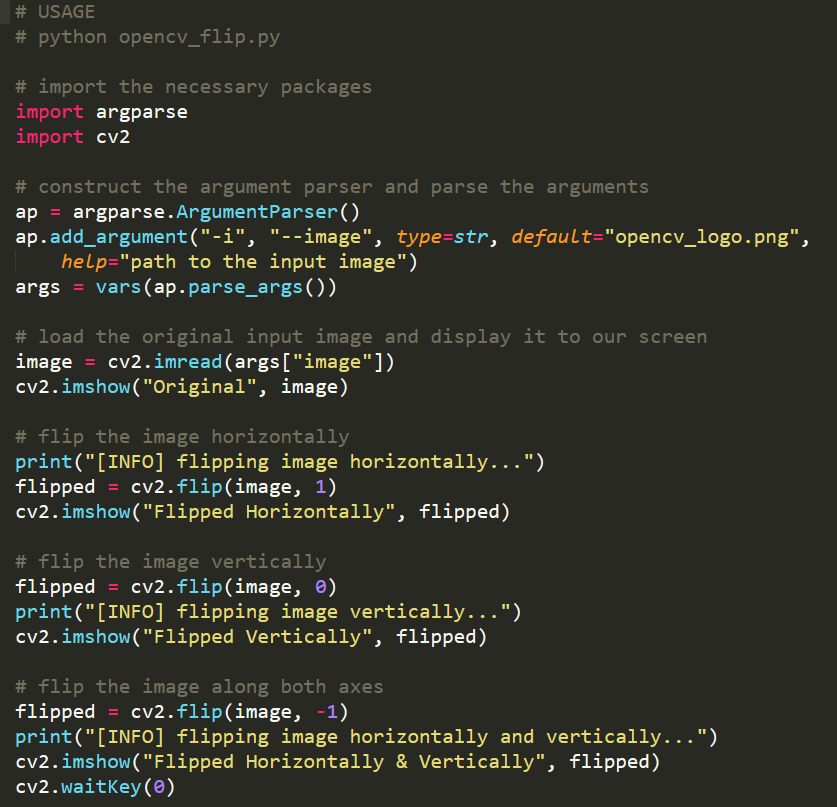 # USAGE
# python opencv_flip.py

# import the necessary packages
import argparse
import cv2

# construct the argument parser and parse the arguments
ap = argparse.ArgumentParser()
ap.add_argument("-i", "--image", type=str, default="opencv_logo.png",
    help="path to the input image")
args = vars(ap.parse_args())

# load the original input image and display it to our screen
image = cv2.imread(args["image"])
cv2.imshow("Original", image)

# flip the image horizontally
print("[INFO] flipping image horizontally...")
flipped = cv2.flip(image, 1)
cv2.imshow("Flipped Horizontally", flipped)

# flip the image vertically
flipped = cv2.flip(image, 0)
print("[INFO] flipping image vertically...")
cv2.imshow("Flipped Vertically", flipped)

# flip the image along both axes
flipped = cv2.flip(image, -1)
print("[INFO] flipping image horizontally and vertically...")
cv2.imshow("Flipped Horizontally & Vertically", flipped)
cv2.waitKey(0)